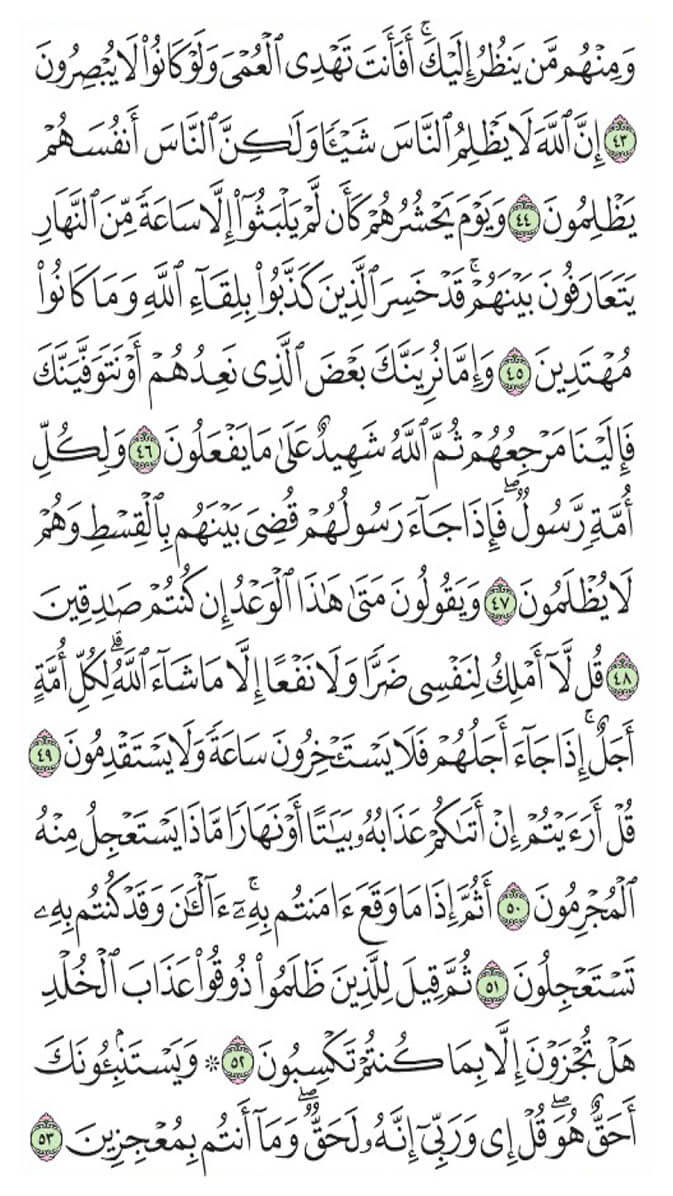 وَمِنْهُم مَّن يَنظُرُ إِلَيْكَ ۚ أَفَأَنتَ تَهْدِى ٱلْعُمْىَ وَلَوْ كَانُوا۟ لَا يُبْصِرُونَ
٤٣ إِنَّ ٱللَّهَ لَا يَظْلِمُ ٱلنَّاسَ شَيْـًٔا وَلَـٰكِنَّ ٱلنَّاسَ أَنفُسَهُمْ
يَظْلِمُونَ ٤٤ وَيَوْمَ يَحْشُرُهُمْ كَأَن لَّمْ يَلْبَثُوٓا۟ إِلَّا سَاعَةً مِّنَ ٱلنَّهَارِ
يَتَعَارَفُونَ بَيْنَهُمْ ۚ قَدْ خَسِرَ ٱلَّذِينَ كَذَّبُوا۟ بِلِقَآءِ ٱللَّهِ وَمَا كَانُوا۟
مُهْتَدِينَ ٤٥ وَإِمَّا نُرِيَنَّكَ بَعْضَ ٱلَّذِى نَعِدُهُمْ أَوْ نَتَوَفَّيَنَّكَ
فَإِلَيْنَا مَرْجِعُهُمْ ثُمَّ ٱللَّهُ شَهِيدٌ عَلَىٰ مَا يَفْعَلُونَ ٤٦ وَلِكُلِّ
أُمَّةٍ رَّسُولٌ ۖ فَإِذَا جَآءَ رَسُولُهُمْ قُضِىَ بَيْنَهُم بِٱلْقِسْطِ وَهُمْ
لَا يُظْلَمُونَ ٤٧ وَيَقُولُونَ مَتَىٰ هَـٰذَا ٱلْوَعْدُ إِن كُنتُمْ صَـٰدِقِينَ
٤٨ قُل لَّآ أَمْلِكُ لِنَفْسِى ضَرًّا وَلَا نَفْعًا إِلَّا مَا شَآءَ ٱللَّهُ ۗ لِكُلِّ أُمَّةٍ
أَجَلٌ ۚ إِذَا جَآءَ أَجَلُهُمْ فَلَا يَسْتَـْٔخِرُونَ سَاعَةً وَلَا يَسْتَقْدِمُونَ ٤٩
قُلْ أَرَءَيْتُمْ إِنْ أَتَىٰكُمْ عَذَابُهُۥ بَيَـٰتًا أَوْ نَهَارًا مَّاذَا يَسْتَعْجِلُ مِنْهُ
ٱلْمُجْرِمُونَ ٥٠ أَثُمَّ إِذَا مَا وَقَعَ ءَامَنتُم بِهِۦٓ ۚ ءَآلْـَٔـٰنَ وَقَدْ كُنتُم بِهِۦ
تَسْتَعْجِلُونَ ٥١ ثُمَّ قِيلَ لِلَّذِينَ ظَلَمُوا۟ ذُوقُوا۟ عَذَابَ ٱلْخُلْدِ
هَلْ تُجْزَوْنَ إِلَّا بِمَا كُنتُمْ تَكْسِبُونَ ٥٢ ۞ وَيَسْتَنۢبِـُٔونَكَ
أَحَقٌّ هُوَ ۖ قُلْ إِى وَرَبِّىٓ إِنَّهُۥ لَحَقٌّ ۖ وَمَآ أَنتُم بِمُعْجِزِينَ ٥٣